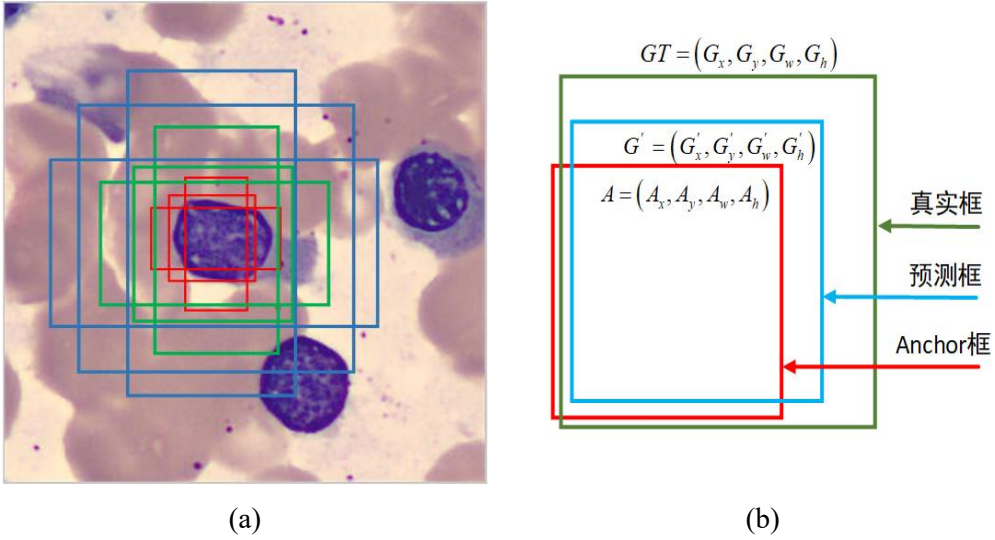 GT = (G_x, G_y, G_w, G_h)
G' = (G'_x, G'_y, G'_w, G'_h)
A = (A_x, A_y, A_w, A_h)
真实框
预测框
Anchor框
(a)
(b)